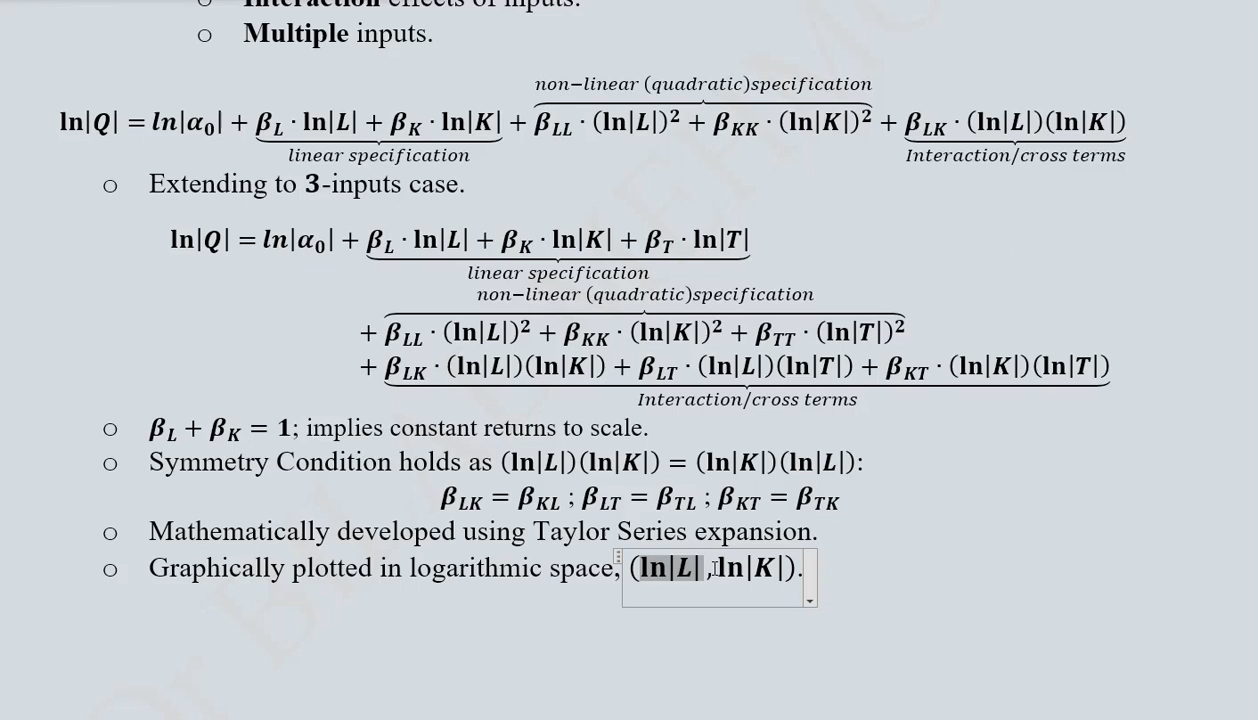 ○ Interaction effects of inputs.
○ Multiple inputs.
non−linear (quadratic)specification
ln|Q| = ln|α₀| + β_L · ln|L| + β_K · ln|K| + β_LL · (ln|L|)² + β_KK · (ln|K|)² + β_LK · (ln|L|)(ln|K|)
linear specification Interaction/cross terms
○ Extending to 3-inputs case.
ln|Q| = ln|α₀| + β_L · ln|L| + β_K · ln|K| + β_T · ln|T|
linear specification
non−linear (quadratic)specification
+ β_LL · (ln|L|)² + β_KK · (ln|K|)² + β_TT · (ln|T|)²
+ β_LK · (ln|L|)(ln|K|) + β_LT · (ln|L|)(ln|T|) + β_KT · (ln|K|)(ln|T|)
Interaction/cross terms
○ β_L + β_K = 1; implies constant returns to scale.
○ Symmetry Condition holds as (ln|L|)(ln|K|) = (ln|K|)(ln|L|):
β_LK = β_KL ; β_LT = β_TL ; β_KT = β_TK
○ Mathematically developed using Taylor Series expansion.
○ Graphically plotted in logarithmic space, (ln|L| ,ln|K|).